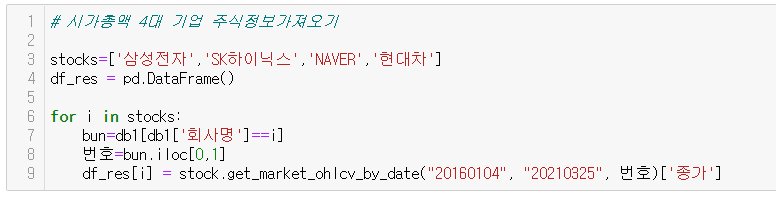 1 # 시가총액 4대 기업 주식정보가져오기
2
3 stocks=['삼성전자','SK하이닉스','NAVER','현대차']
4 df_res = pd.DataFrame()
5
6 for i in stocks:
7     bun=db1[db1['회사명']==i]
8     번호=bun.iloc[0,1]
9     df_res[i] = stock.get_market_ohlcv_by_date("20160104", "20210325", 번호)['종가']